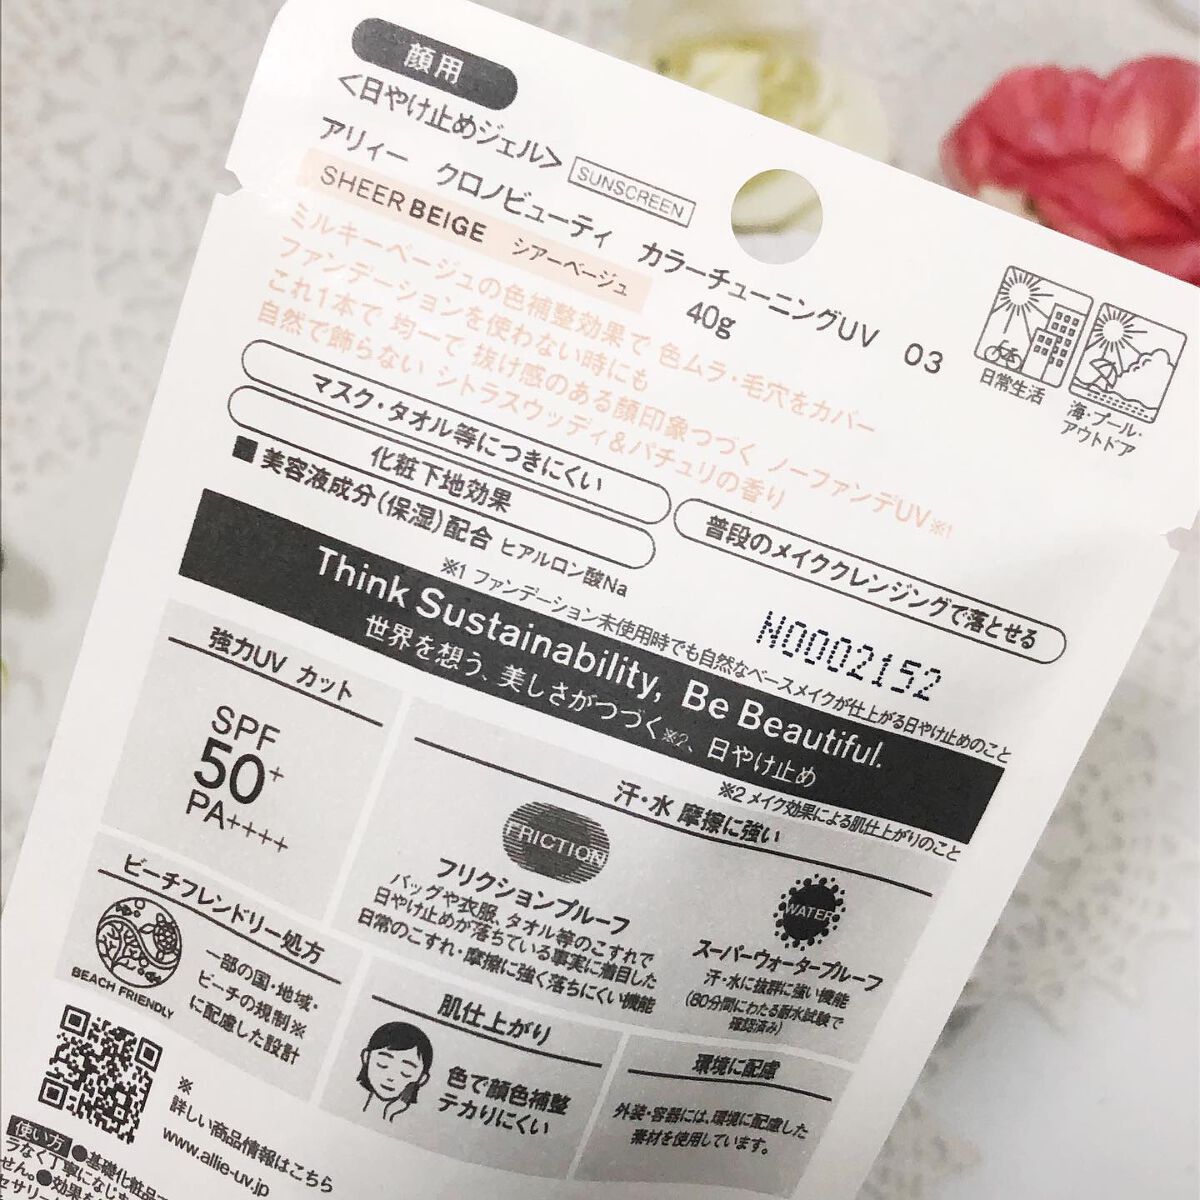 顔用
<日やけ止めジェル> SUNSCREEN
アリィー クロノビューティ カラーチューニングUV 03
SHEER BEIGE シアーベージュ 40g
ミルキーベージュの色補整効果で 色ムラ・毛穴をカバー
ファンデーションを使わない時にも
これ1本で 均一で 抜け感のある顔印象つづく ノーファンデUV※1
自然で飾らない シトラスウッディ&パチュリの香り
日常生活
海・プール・
アウトドア
マスク・タオル等につきにくい
普段のメイククレンジングで落とせる
化粧下地効果
■美容液成分(保湿)配合 ヒアルロン酸Na
※1 ファンデーション未使用時でも自然なベースメイクが仕上がる日やけ止めのこと
N0002152
Think Sustainability, Be Beautiful.
世界を想う、美しさがつづく※2、日やけ止め
※2 メイク効果による肌仕上がりのこと
強力UV カット
SPF
50+
PA++++
汗・水 摩擦に強い
FRICTION
フリクションプルーフ
バッグや衣服、タオル等のこすれで
日やけ止めが落ちている事実に着目した
日常のこすれ・摩擦に強く落ちにくい機能
WATER
スーパーウォータープルーフ
汗・水に抜群に強い機能
(80分間にわたる耐水試験で
確認済み)
ビーチフレンドリー処方
BEACH FRIENDLY
一部の国・地域・
ビーチの規制※
に配慮した設計
肌仕上がり
色で顔色補整
テカりにくい
環境に配慮
外装・容器には、環境に配慮した
素材を使用しています。
※
詳しい商品情報はこちら
www.allie-uv.jp
使い方 ●基礎化粧品
ラなく丁寧になじま
せん。●効果を
セサリー